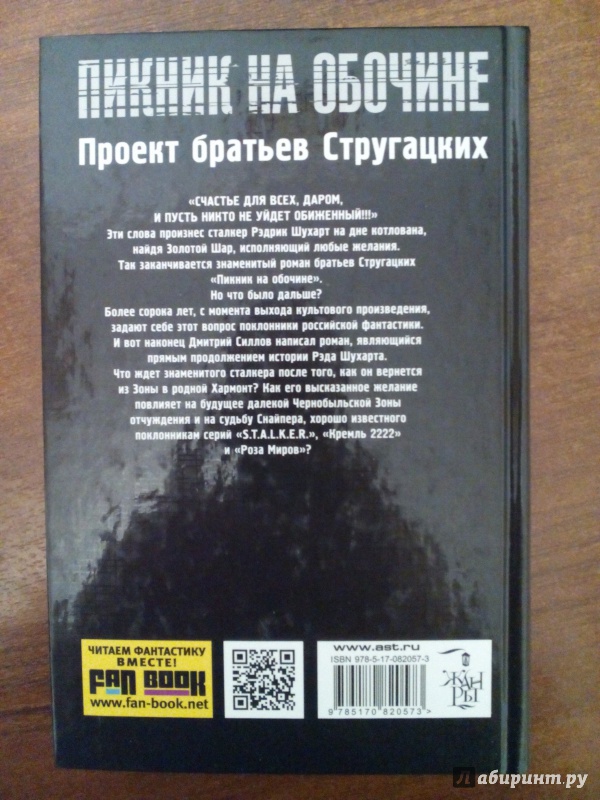 ПИКНИК НА ОБОЧИНЕ
Проект братьев Стругацких
«СЧАСТЬЕ ДЛЯ ВСЕХ, ДАРОМ,
И ПУСТЬ НИКТО НЕ УЙДЕТ ОБИЖЕННЫЙ!!!»
Эти слова произнес сталкер Рэдрик Шухарт на дне котлована,
найдя Золотой Шар, исполняющий любые желания.
Так заканчивается знаменитый роман братьев Стругацких
«Пикник на обочине».
Но что было дальше?
Более сорока лет, с момента выхода культового произведения,
задают себе этот вопрос поклонники российской фантастики.
И вот наконец Дмитрий Силлов написал роман, являющийся
прямым продолжением истории Рэда Шухарта.
Что ждет знаменитого сталкера после того, как он вернется
из Зоны в родной Хармонт? Как его высказанное желание
повлияет на будущее далекой Чернобыльской Зоны
отчуждения и на судьбу Снайпера, хорошо известного
поклонникам серий «S.T.A.L.K.E.R.», «Кремль 2222»
и «Роза Миров»?
ЧИТАЕМ ФАНТАСТИКУ
ВМЕСТЕ!
FAN BOOK
www.fan-book.net
www.ast.ru
ISBN 978-5-17-082057-3
9 785170 820573 >
ЖАН
РЫ
Лабиринт.ру